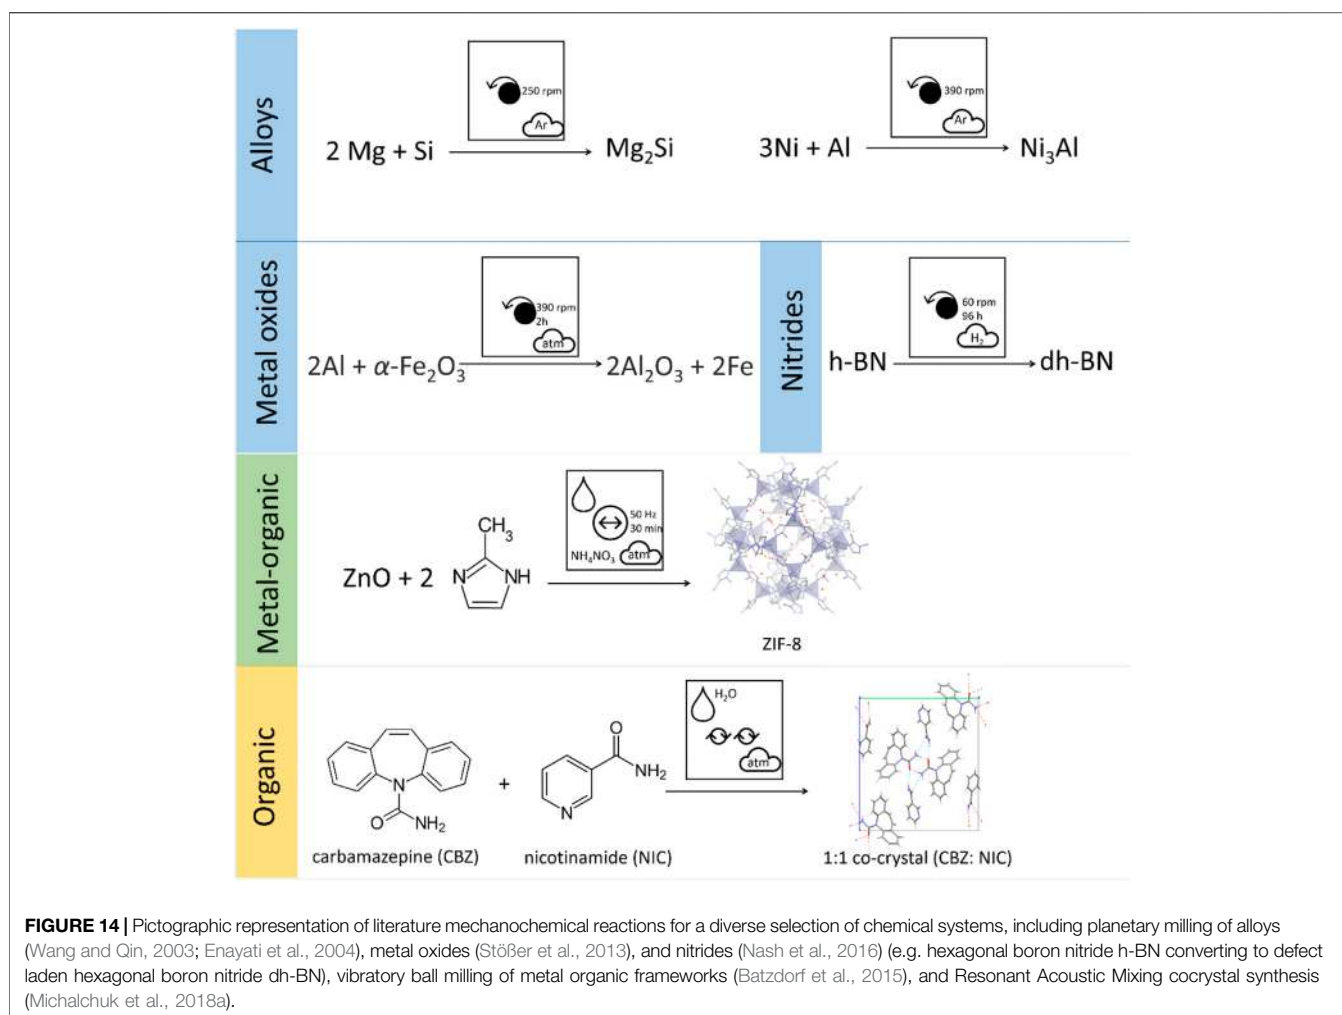 Alloys
250 rpm
Ar
2 Mg + Si
Mg₂Si
390 rpm
Ar
3Ni + Al
Ni₃Al
Metal oxides
390 rpm
2h
atm
2Al + α-Fe₂O₃
2Al₂O₃ + 2Fe
Nitrides
60 rpm
96 h
H₂
h-BN
dh-BN
Metal-organic
ZnO + 2
CH₃
N
NH
50 Hz
30 min
NH₄NO₃
atm
ZIF-8
Organic
N
O
NH₂
carbamazepine (CBZ)
+
O
NH₂
N
nicotinamide (NIC)
H₂O
atm
1:1 co-crystal (CBZ: NIC)
FIGURE 14 | Pictographic representation of literature mechanochemical reactions for a diverse selection of chemical systems, including planetary milling of alloys
(Wang and Qin, 2003; Enayati et al., 2004), metal oxides (Stößer et al., 2013), and nitrides (Nash et al., 2016) (e.g. hexagonal boron nitride h-BN converting to defect
laden hexagonal boron nitride dh-BN), vibratory ball milling of metal organic frameworks (Batzdorf et al., 2015), and Resonant Acoustic Mixing cocrystal synthesis
(Michalchuk et al., 2018a).